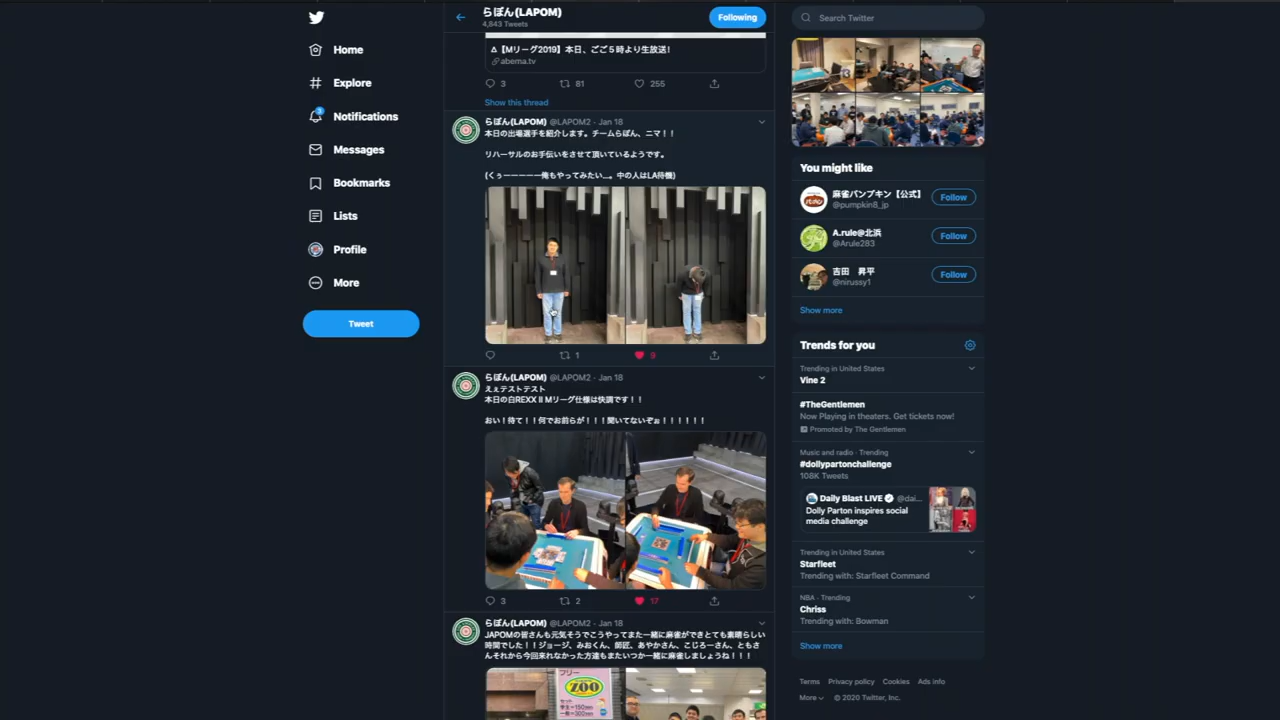 らぽん(LAPOM)
4,843 Tweets
Following
Search Twitter
Home
Explore
Notifications
Messages
Bookmarks
Lists
Profile
More
Tweet
∆【Mリーグ2019】本日、ごご５時より生放送！
abema.tv
3
81
255
Show this thread
らぽん(LAPOM) @LAPOM2 · Jan 18
本日の出場選手を紹介します。チームらぽん、ニマ！！
リハーサルのお手伝いをさせて頂いているようです。
(くぅーーーーー俺もやってみたい...。中の人はLA待機)
1
9
らぽん(LAPOM) @LAPOM2 · Jan 18
えぇテストテスト
本日の白REXX II Mリーグ仕様は快調です！！
おい！待て！！何でお前らが！！！聞いてないぞぉ！！！！！！
3
2
17
らぽん(LAPOM) @LAPOM2 · Jan 18
JAPOMの皆さんも元気そうでこうやってまた一緒に麻雀ができとても素晴らしい
時間でした！！ジョージ、みおくん、師匠、あやかさん、こじろーさん、ともさ
んそれから今回来れなかった方達もまたいつか一緒に麻雀しましょうね！！！
フリー
ZOO
You might like
麻雀パンプキン【公式】
@pumpkin8_jp
Follow
A.rule@北浜
@Arule283
Follow
吉田 昇平
@nirussy1
Follow
Show more
Trends for you
Trending in United States
Vine 2
#TheGentlemen
Now Playing in theaters. Get tickets now!
Promoted by The Gentlemen
Music and radio · Trending
#dollypartonchallenge
108K Tweets
Daily Blast LIVE @dai...
Dolly Parton inspires social
media challenge
Trending in United States
Starfleet
Trending with: Starfleet Command
NBA · Trending
Chriss
Trending with: Bowman
Show more
Terms Privacy policy Cookies Ads info
More © 2020 Twitter, Inc.